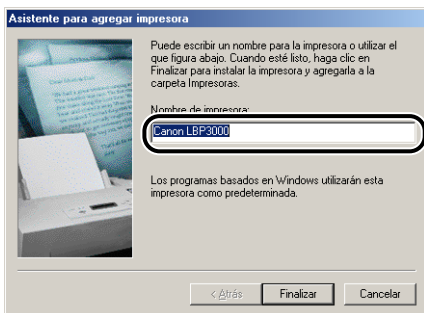 Asistente para agregar impresora
Puede escribir un nombre para la impresora o utilizar el
que figura abajo. Cuando esté listo, haga clic en
Finalizar para instalar la impresora y agregarla a la
carpeta Impresoras.
Nombre de impresora:
Canon LBP3000
Los programas basados en Windows utilizarán esta
impresora como predeterminada.
< Atrás
Finalizar
Cancelar